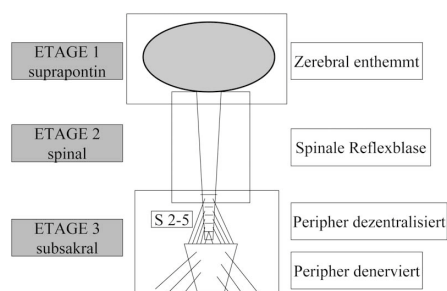 ETAGE 1
suprapontin
Zerebral enthemmt
ETAGE 2
spinal
Spinale Reflexblase
S 2-5
ETAGE 3
subsakral
Peripher dezentralisiert
Peripher denerviert